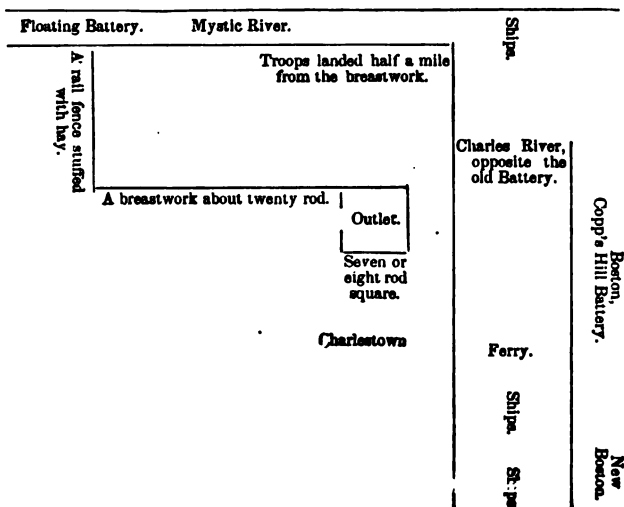 Floating Battery. Mystic River.
Ships.
Troops landed half a mile
from the breastwork.
A rail fence stuffed
with hay.
Charles River,
opposite the
old Battery.
A breastwork about twenty rod.
Outlet.
Seven or
eight rod
square.
Boston,
Copp's Hill Battery.
Charlestown
Ferry.
Ships.
New
Boston.